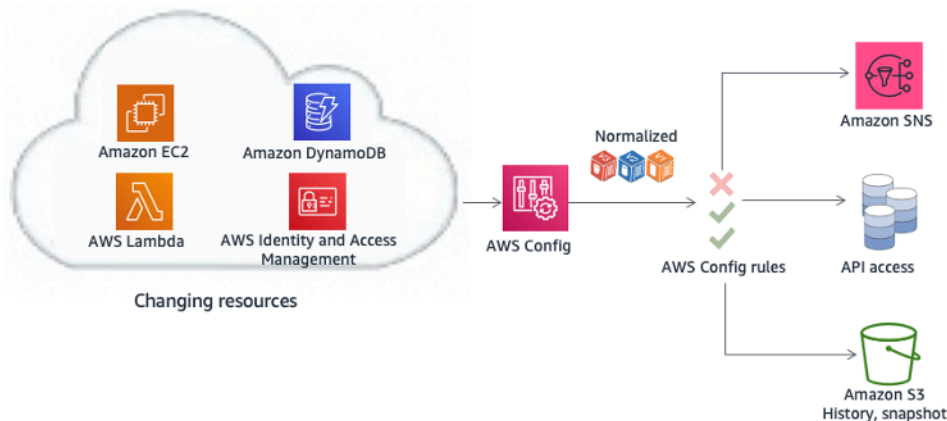 Amazon EC2
Amazon DynamoDB
AWS Lambda
AWS Identity and Access
Management
Changing resources
AWS Config
Normalized
AWS Config rules
Amazon SNS
API access
Amazon S3
History, snapshot